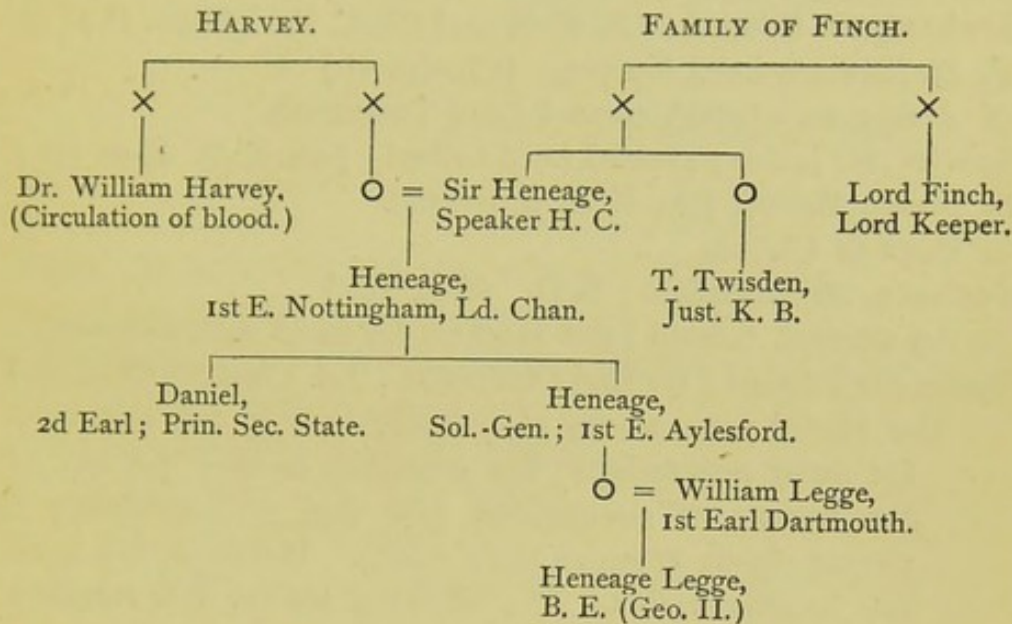 HARVEY.
FAMILY OF FINCH.
Dr. William Harvey.
(Circulation of blood.)
= Sir Heneage,
Speaker H. C.
Lord Finch,
Lord Keeper.
Heneage,
1st E. Nottingham, Ld. Chan.
T. Twisden,
Just. K. B.
Daniel,
2d Earl; Prin. Sec. State.
Heneage,
Sol.-Gen.; 1st E. Aylesford.
= William Legge,
1st Earl Dartmouth.
Heneage Legge,
B. E. (Geo. II.)